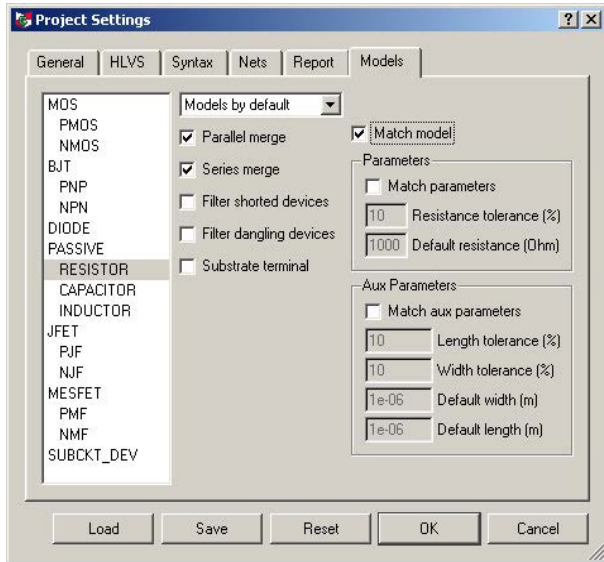 Project Settings
General HLVS Syntax Nets Report Models
MOS
PMOS
NMOS
BJT
PNP
NPN
DIODE
PASSIVE
RESISTOR
CAPACITOR
INDUCTOR
JFET
PJF
NJF
MESFET
PMF
NMF
SUBCKT_DEV
Models by default
Parallel merge
Series merge
Filter shorted devices
Filter dangling devices
Substrate terminal
Match model
Parameters
Match parameters
10 Resistance tolerance (%)
1000 Default resistance (Ohm)
Aux Parameters
Match aux parameters
10 Length tolerance (%)
10 Width tolerance (%)
1e-06 Default width (m)
1e-06 Default length (m)
Load Save Reset OK Cancel